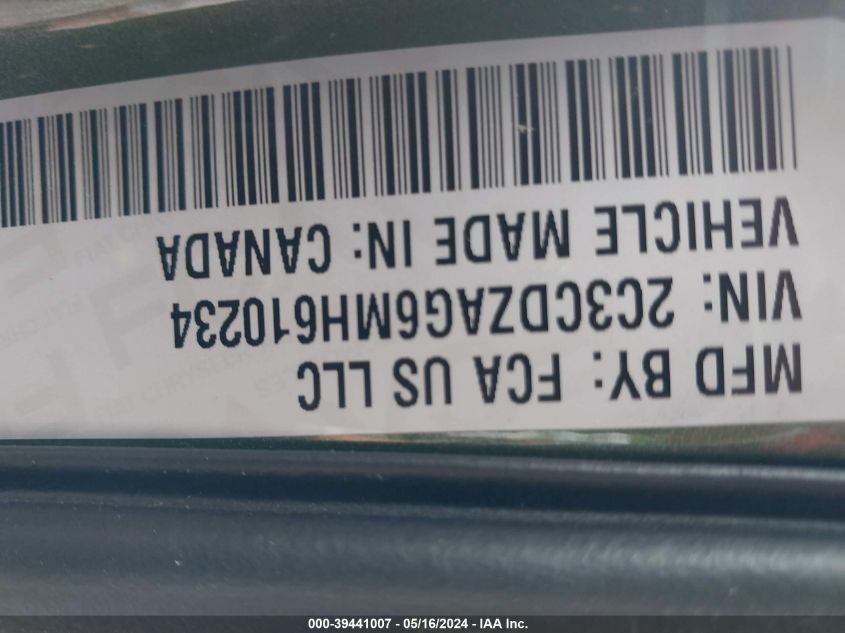 MFD BY: FCA US LLC
VIN: 2C3CDZAG6MH610234
VEHICLE MADE IN: CANADA
000-39441007 - 05/16/2024 - IAA Inc.